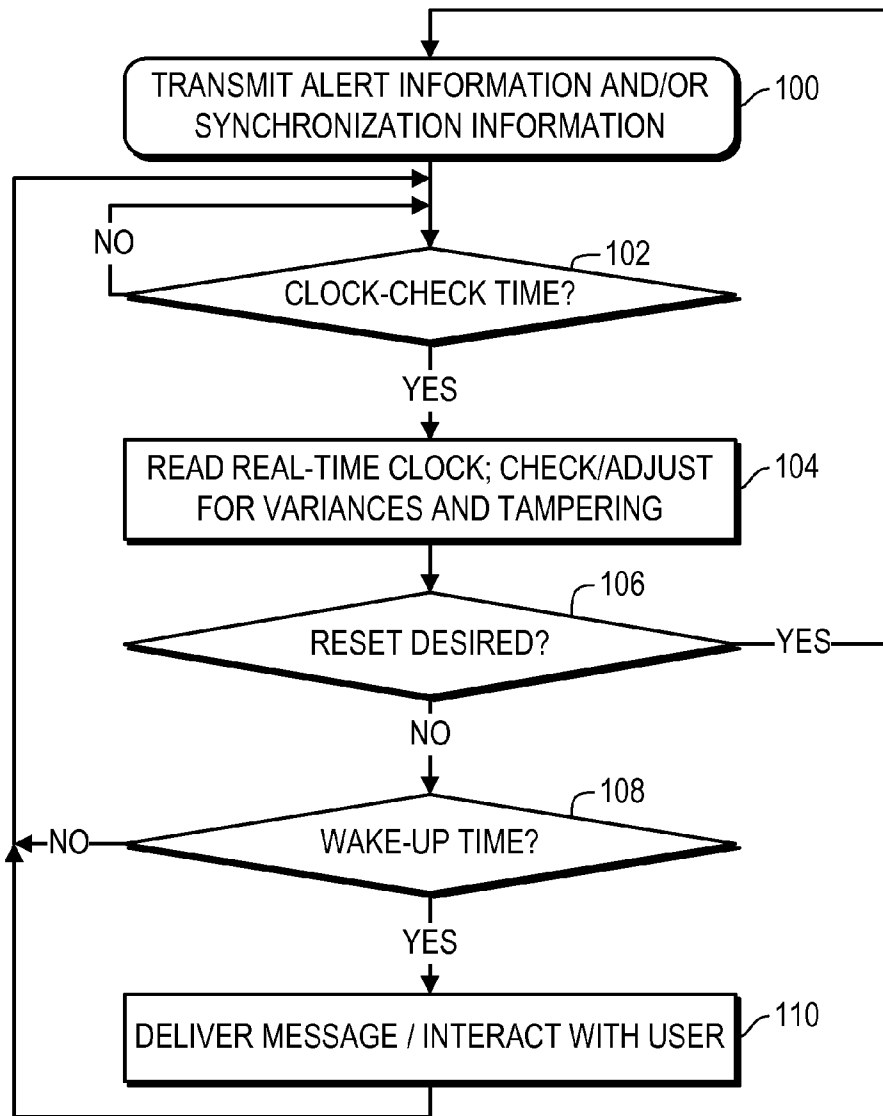 TRANSMIT ALERT INFORMATION AND/OR
SYNCHRONIZATION INFORMATION
100
NO
102
CLOCK-CHECK TIME?
YES
READ REAL-TIME CLOCK; CHECK/ADJUST
FOR VARIANCES AND TAMPERING
104
106
RESET DESIRED?
YES
NO
108
WAKE-UP TIME?
NO
YES
DELIVER MESSAGE / INTERACT WITH USER
110